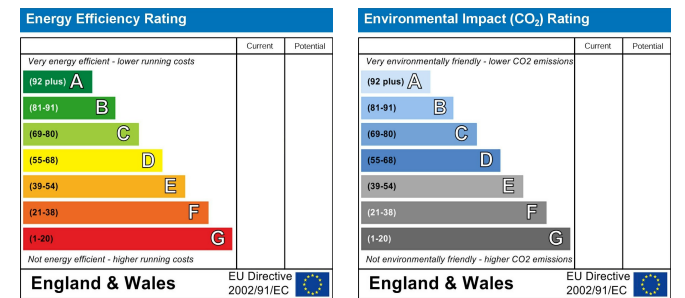 Energy Efficiency Rating
Current Potential
Very energy efficient - lower running costs
(92 plus) A
(81-91) B
(69-80) C
(55-68) D
(39-54) E
(21-38) F
(1-20) G
Not energy efficient - higher running costs
England & Wales
EU Directive
2002/91/EC
Environmental Impact (CO₂) Rating
Current Potential
Very environmentally friendly - lower CO2 emissions
(92 plus) A
(81-91) B
(69-80) C
(55-68) D
(39-54) E
(21-38) F
(1-20) G
Not environmentally friendly - higher CO2 emissions
England & Wales
EU Directive
2002/91/EC